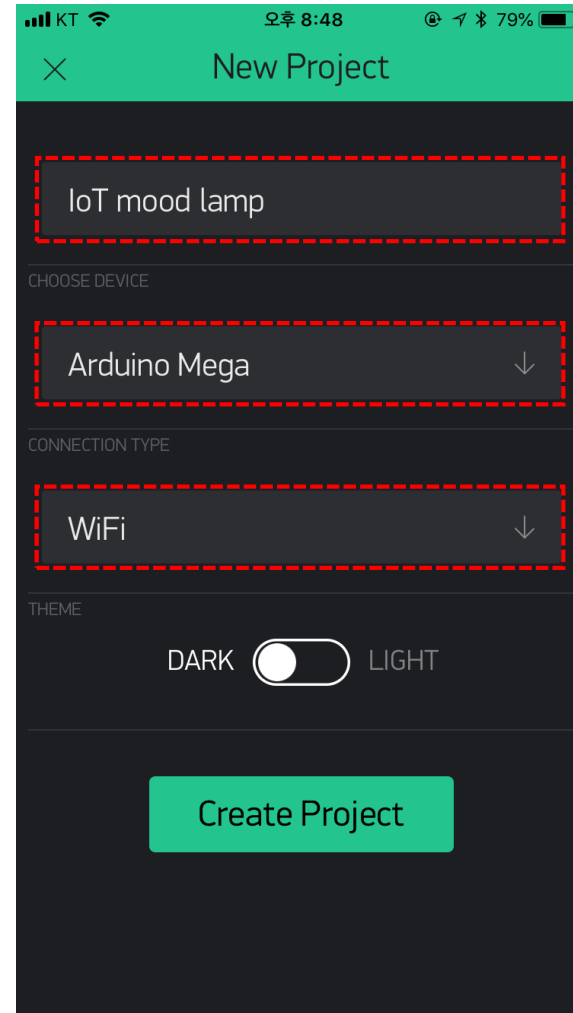 KT 오후 8:48 79%
New Project
IoT mood lamp
CHOOSE DEVICE
Arduino Mega
CONNECTION TYPE
WiFi
THEME
DARK LIGHT
Create Project